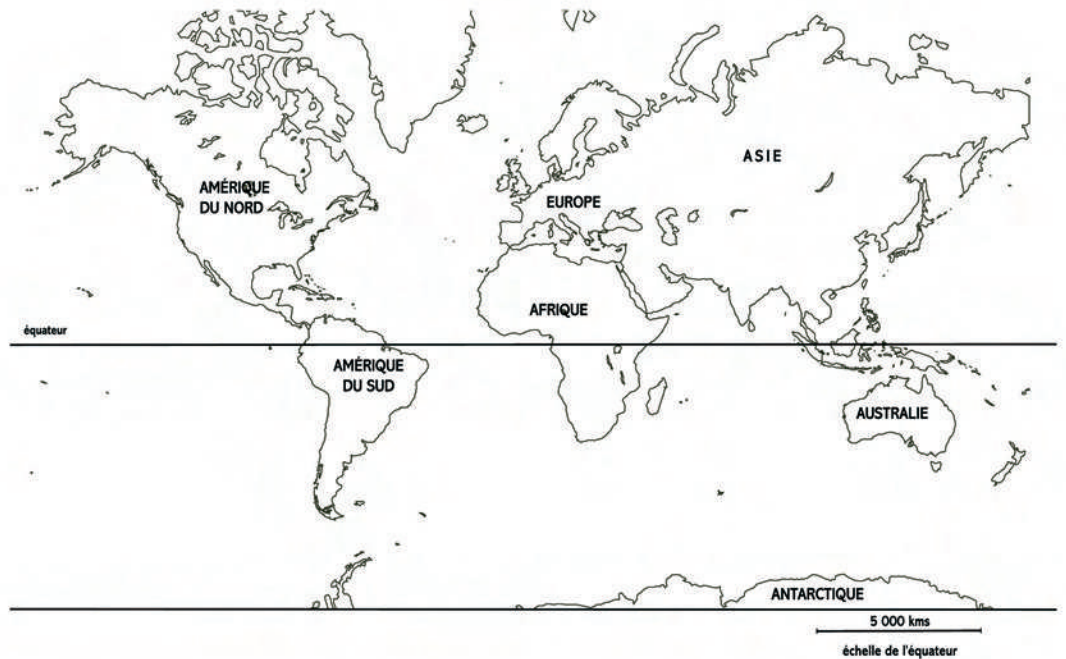 ASIE
AMÉRIQUE
DU NORD
EUROPE
AFRIQUE
équateur
AMÉRIQUE
DU SUD
AUSTRALIE
ANTARCTIQUE
5 000 kms
échelle de l'équateur